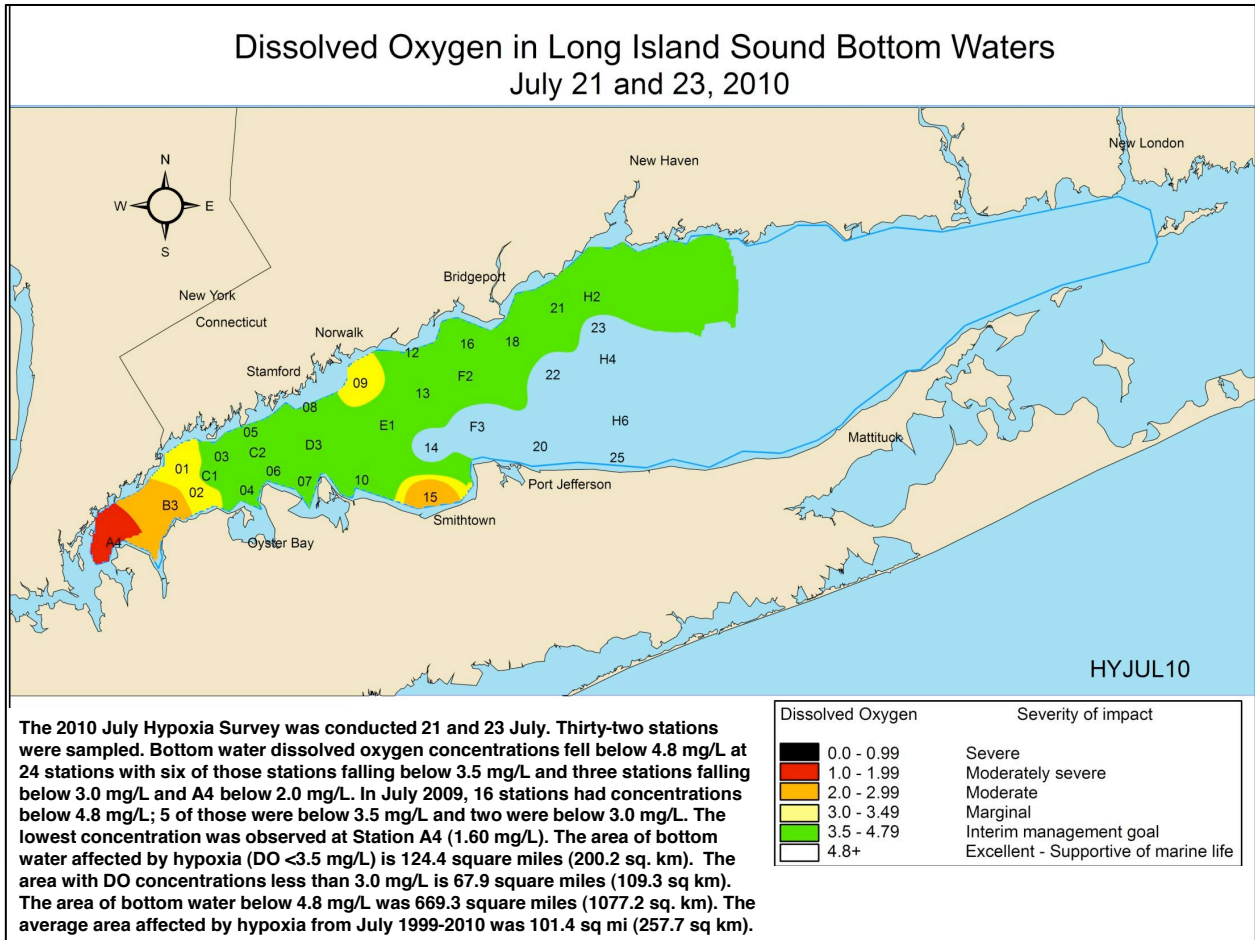 Dissolved Oxygen in Long Island Sound Bottom Waters
July 21 and 23, 2010
N
W E
S
New London
New Haven
Bridgeport
New York
Connecticut
Norwalk
Stamford
H2
21
23
12
16
18
H4
09
F2
22
13
08
E1
F3
H6
05
14
20
25
Mattituck
03
C2
D3
01
C1
06
07
10
Port Jefferson
02
04
15
B3
Smithtown
A4
Oyster Bay
HYJUL10
The 2010 July Hypoxia Survey was conducted 21 and 23 July. Thirty-two stations
were sampled. Bottom water dissolved oxygen concentrations fell below 4.8 mg/L at
24 stations with six of those stations falling below 3.5 mg/L and three stations falling
below 3.0 mg/L and A4 below 2.0 mg/L. In July 2009, 16 stations had concentrations
below 4.8 mg/L; 5 of those were below 3.5 mg/L and two were below 3.0 mg/L. The
lowest concentration was observed at Station A4 (1.60 mg/L). The area of bottom
water affected by hypoxia (DO <3.5 mg/L) is 124.4 square miles (200.2 sq. km). The
area with DO concentrations less than 3.0 mg/L is 67.9 square miles (109.3 sq km).
The area of bottom water below 4.8 mg/L was 669.3 square miles (1077.2 sq. km). The
average area affected by hypoxia from July 1999-2010 was 101.4 sq mi (257.7 sq km).
Dissolved Oxygen Severity of impact
0.0 - 0.99 Severe
1.0 - 1.99 Moderately severe
2.0 - 2.99 Moderate
3.0 - 3.49 Marginal
3.5 - 4.79 Interim management goal
4.8+ Excellent - Supportive of marine life